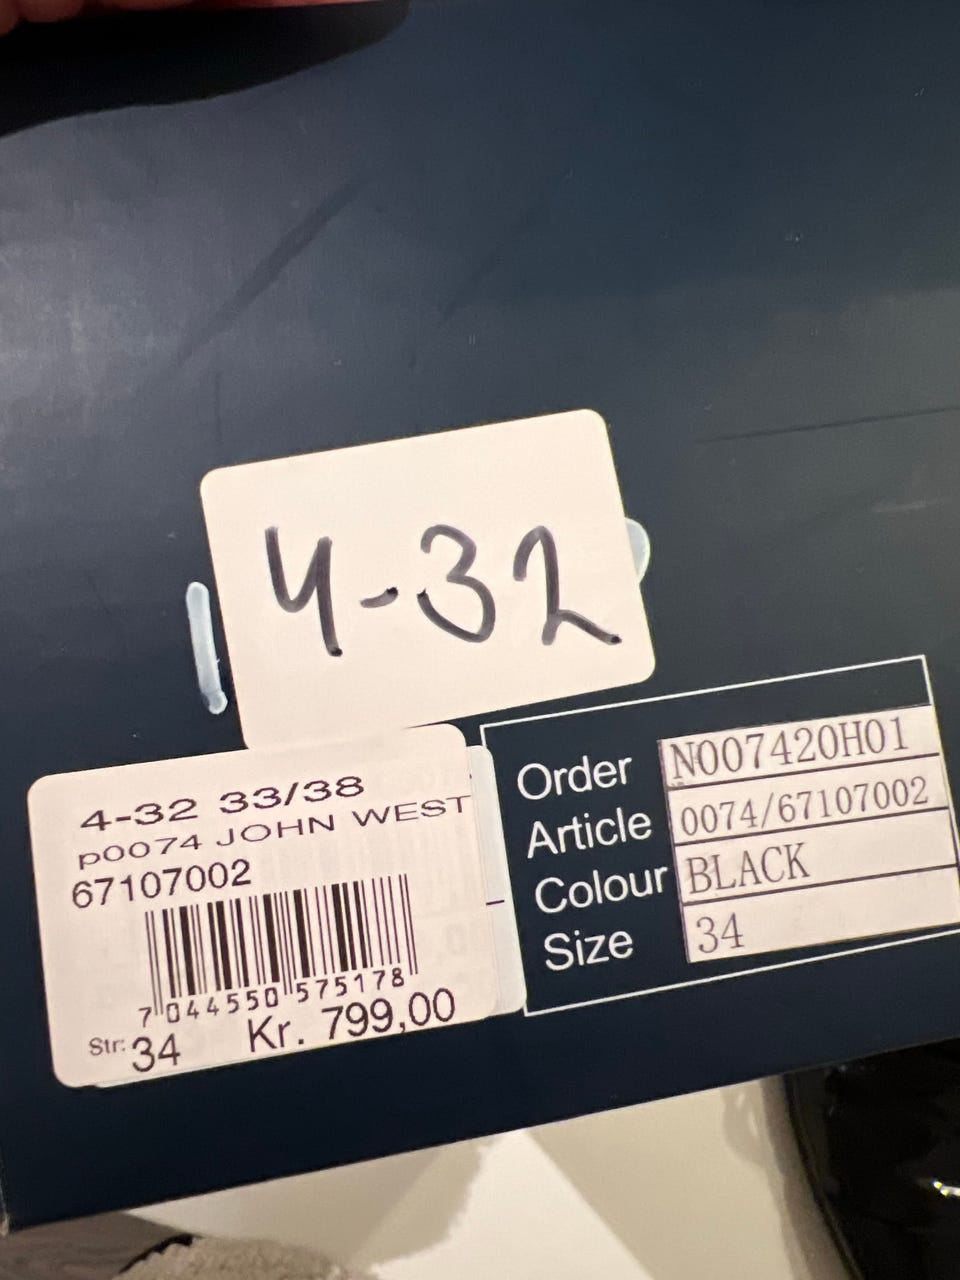 4-32
4-32 33/38
p0074 JOHN WEST
67107002
7 044550 575178
Str: 34 Kr. 799,00
Order N007420H01
Article 0074/67107002
Colour BLACK
Size 34